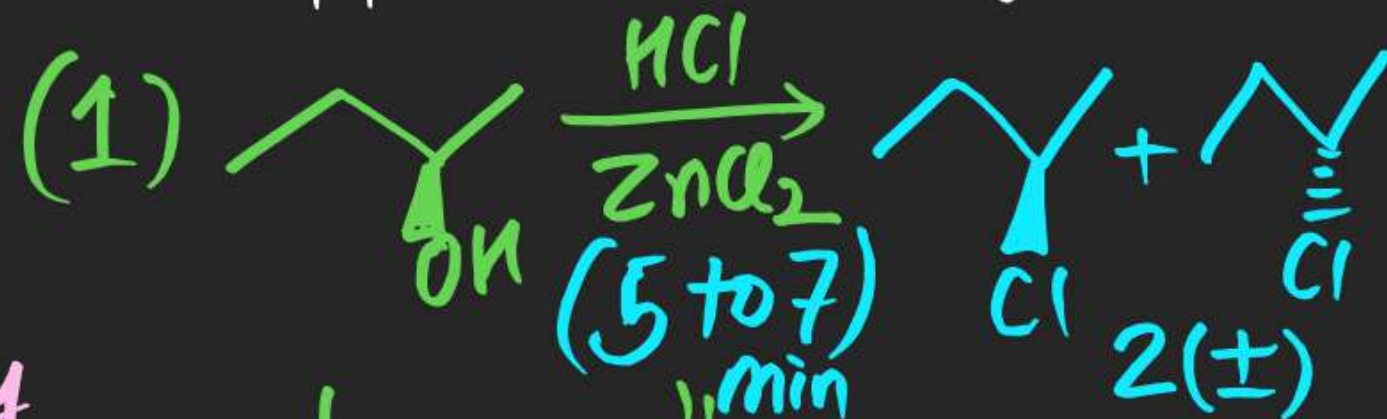 (1) OH HCl ZnCl₂ (5 to 7) min Cl + Cl
2(±)